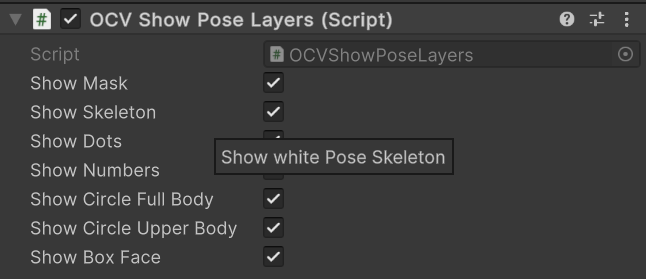 OCV Show Pose Layers (Script)
Script OCVShowPoseLayers
Show Mask
Show Skeleton
Show Dots
Show white Pose Skeleton
Show Numbers
Show Circle Full Body
Show Circle Upper Body
Show Box Face